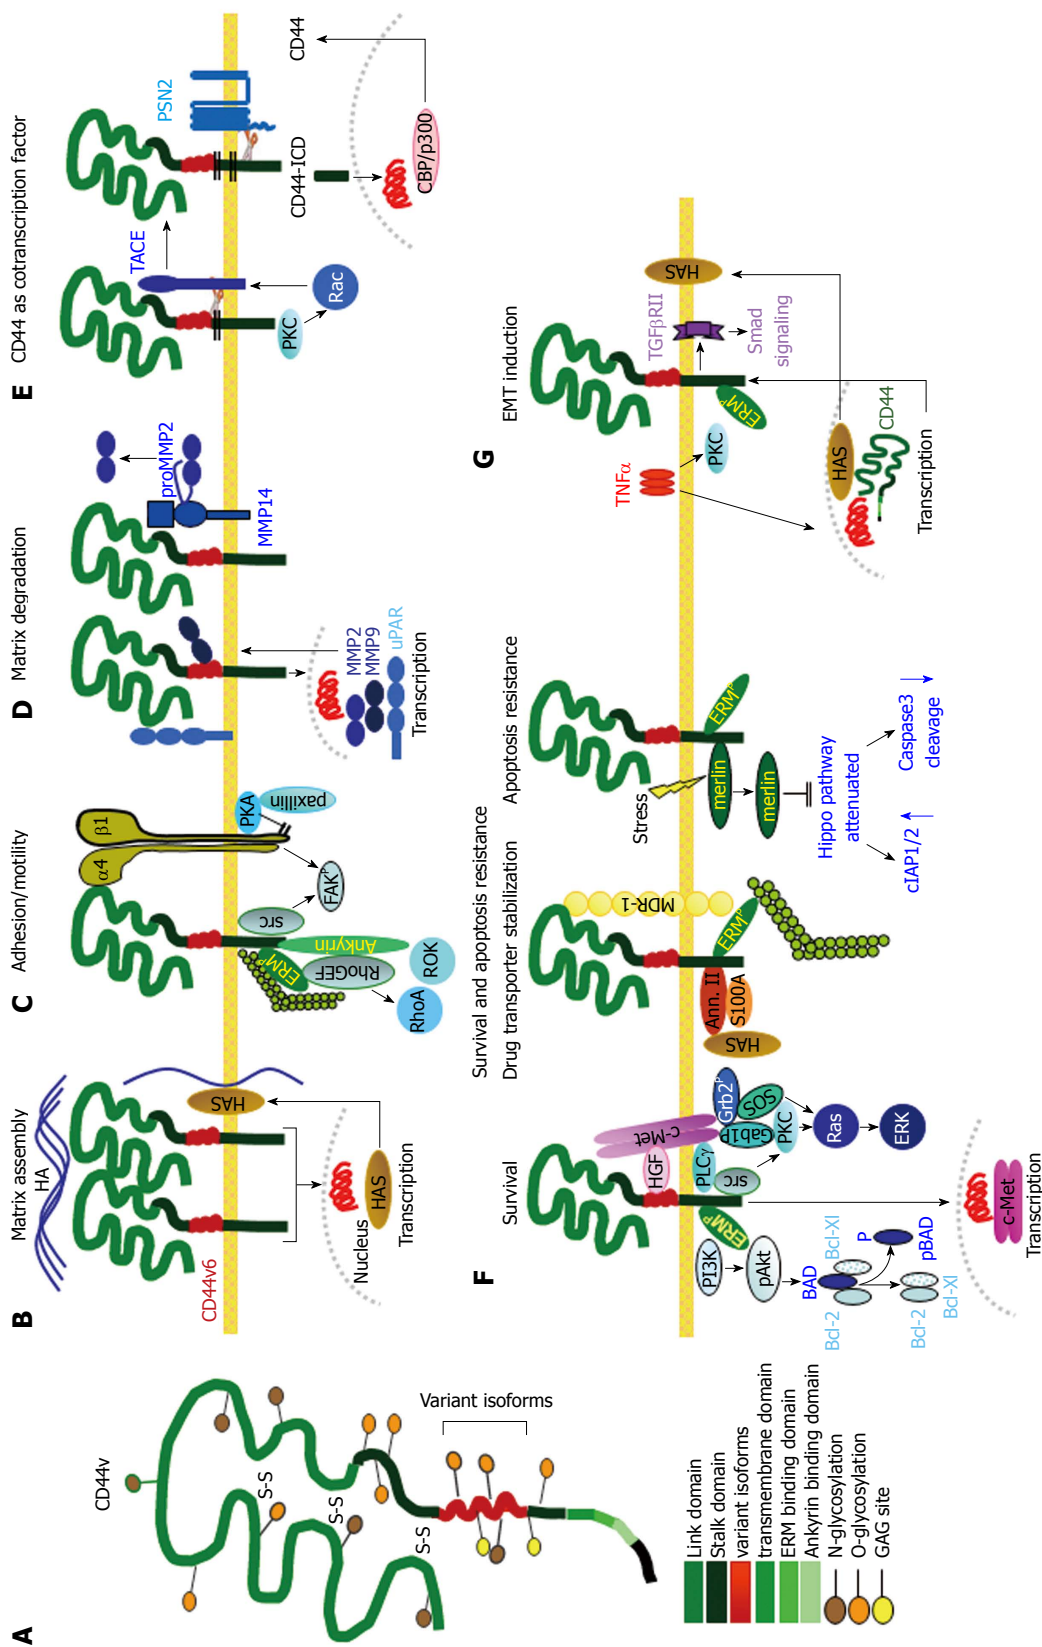 A
CD44v
S-S
S-S
S-S
Variant isoforms
Link domain
Stalk domain
variant isoforms
transmembrane domain
ERM binding domain
Ankyrin binding domain
N-glycosylation
O-glycosylation
GAG site
B
Matrix assembly
HA
CD44v6
HAS
Nucleus
HAS
Transcription
C
Adhesion/motility
α4
β1
PKA
paxillin
src
FAK
P
Ankyrin
ERM
P
RhoGEF
RhoA
ROK
D
Matrix degradation
proMMP2
MMP14
MMP2
MMP9
uPAR
Transcription
E
CD44 as cotranscription factor
TACE
PSN2
PKC
Rac
CD44-ICD
CD44
CBP/p300
F
Survival and apoptosis resistance
Survival
Drug transporter stabilization
Apoptosis resistance
HGF
c-Met
PLCγ
src
Grb2
P
Gab1P
SOS
PKC
Ras
ERK
ERM
P
PI3K
pAkt
BAD
Bcl-2
Bcl-Xl
P
pBAD
Bcl-2
Bcl-Xl
c-Met
Transcription
MDR-1
Ann. II
S100A
HAS
ERM
P
Stress
merlin
ERM
P
merlin
Hippo pathway
attenuated
cIAP1/2
Caspase3
cleavage
G
EMT induction
TNFα
PKC
ERM
P
TGFβRII
Smad
signaling
HAS
HAS
CD44
Transcription